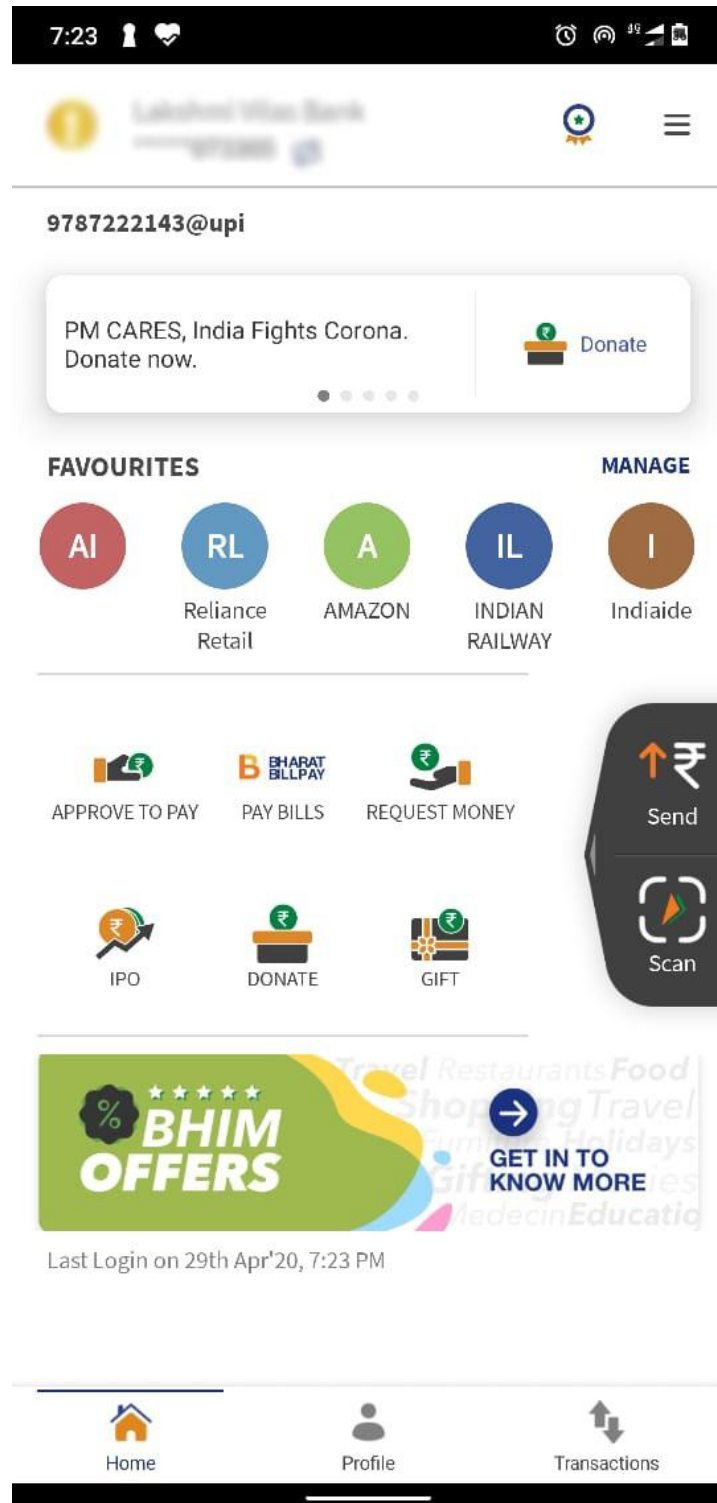 7:23
4G
9787222143@upi
PM CARES, India Fights Corona.
Donate now.
Donate
FAVOURITES
MANAGE
AI
RL
A
IL
I
Reliance
Retail
AMAZON
INDIAN
RAILWAY
Indiaide
APPROVE TO PAY
BHARAT
BILLPAY
PAY BILLS
REQUEST MONEY
Send
IPO
DONATE
GIFT
Scan
BHIM
OFFERS
Travel Restaurants Food
Shopping Travel
Holidays
GET IN TO
KNOW MORE
Medecin Educatio
Last Login on 29th Apr'20, 7:23 PM
Home
Profile
Transactions